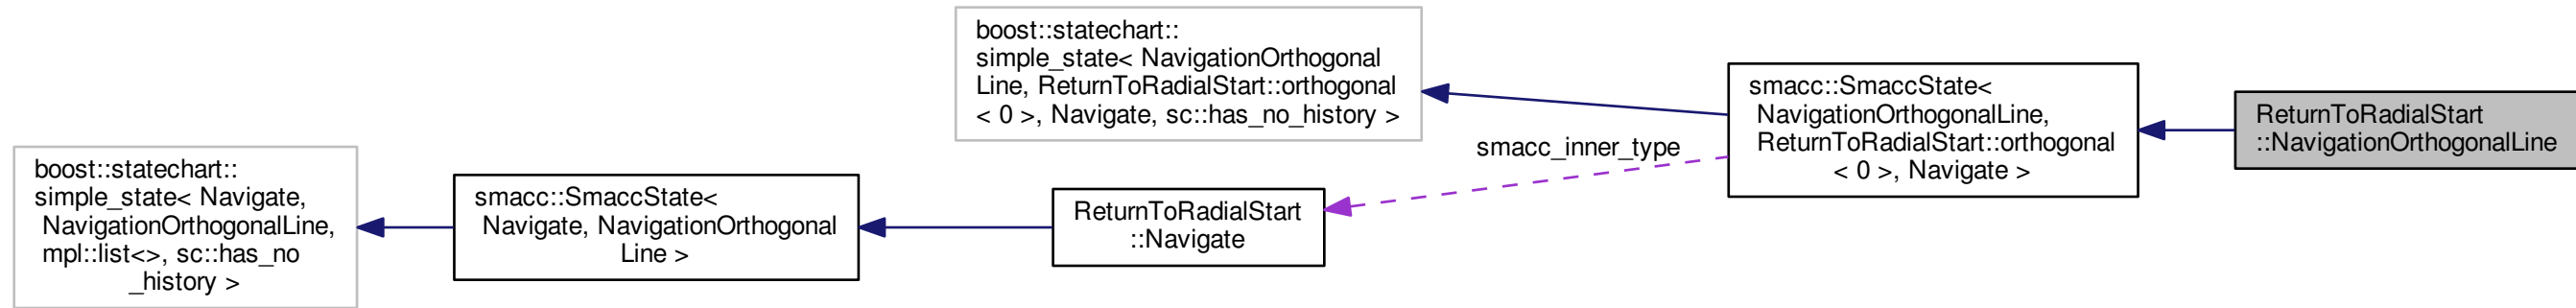 boost::statechart::
simple_state< NavigationOrthogonal
Line, ReturnToRadialStart::orthogonal
< 0 >, Navigate, sc::has_no_history >
smacc::SmaccState<
NavigationOrthogonalLine,
ReturnToRadialStart::orthogonal
< 0 >, Navigate >
ReturnToRadialStart
::NavigationOrthogonalLine
smacc_inner_type
boost::statechart::
simple_state< Navigate,
NavigationOrthogonalLine,
mpl::list<>, sc::has_no
_history >
smacc::SmaccState<
Navigate, NavigationOrthogonal
Line >
ReturnToRadialStart
::Navigate